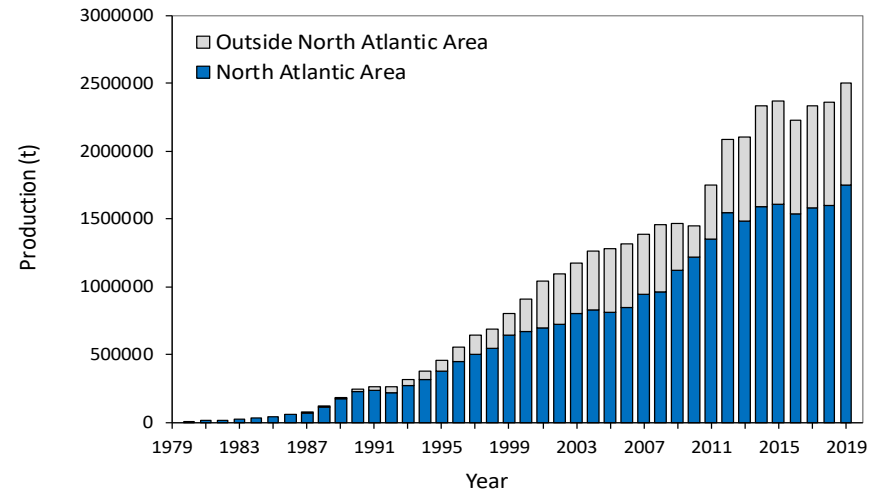 3000000
Outside North Atlantic Area
North Atlantic Area
2500000
2000000
1500000
1000000
500000
0
Production (t)
1979 1983 1987 1991 1995 1999 2003 2007 2011 2015 2019
Year